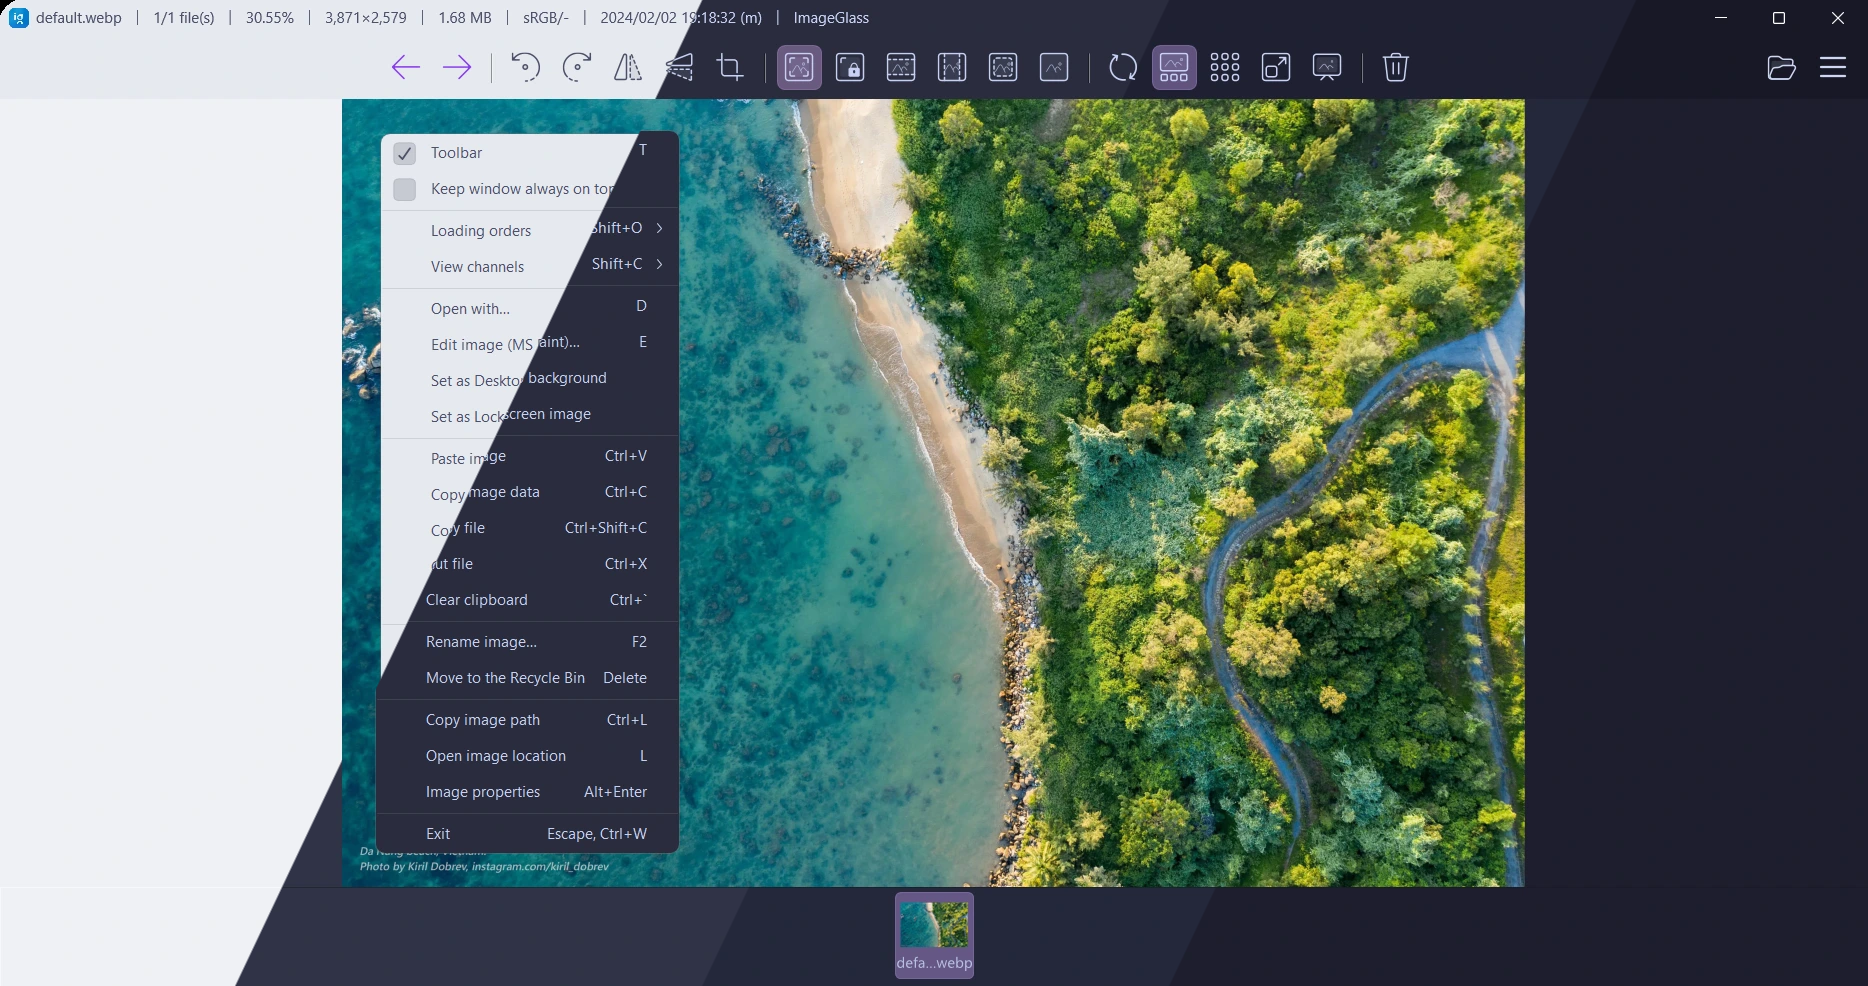 default.webp | 1/1 file(s) | 30.55% | 3,871×2,579 | 1.68 MB | sRGB/- | 2024/02/02 19:18:32 (m) | ImageGlass
Toolbar T
Keep window always on top
Loading orders Shift+O
View channels Shift+C
Open with... D
Edit image (MS Paint)... E
Set as Desktop background
Set as Lock screen image
Paste image Ctrl+V
Copy image data Ctrl+C
Copy file Ctrl+Shift+C
Cut file Ctrl+X
Clear clipboard Ctrl+`
Rename image... F2
Move to the Recycle Bin Delete
Copy image path Ctrl+L
Open image location L
Image properties Alt+Enter
Exit Escape, Ctrl+W
Da Nang beach, Vietnam.
Photo by Kiril Dobrev, instagram.com/kiril_dobrev
defa...webp